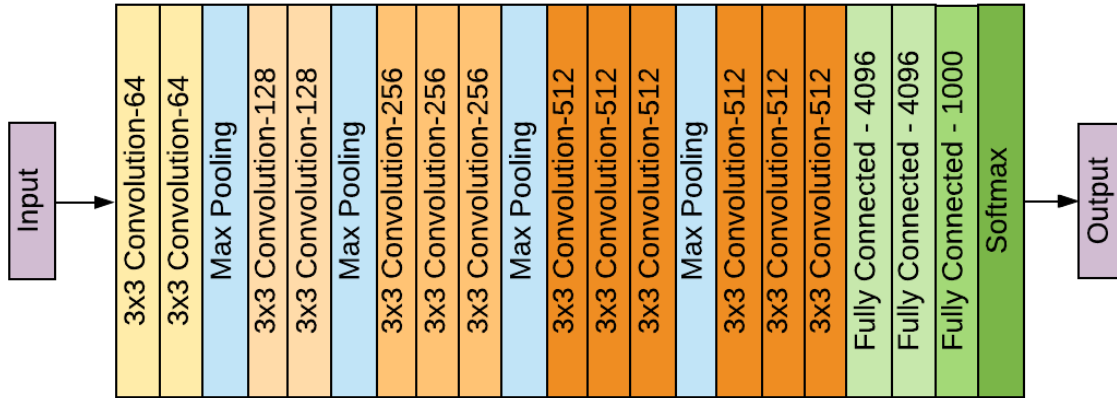 Input
3x3 Convolution-64
3x3 Convolution-64
Max Pooling
3x3 Convolution-128
3x3 Convolution-128
Max Pooling
3x3 Convolution-256
3x3 Convolution-256
3x3 Convolution-256
Max Pooling
3x3 Convolution-512
3x3 Convolution-512
3x3 Convolution-512
Max Pooling
3x3 Convolution-512
3x3 Convolution-512
3x3 Convolution-512
Fully Connected - 4096
Fully Connected - 4096
Fully Connected - 1000
Softmax
Output